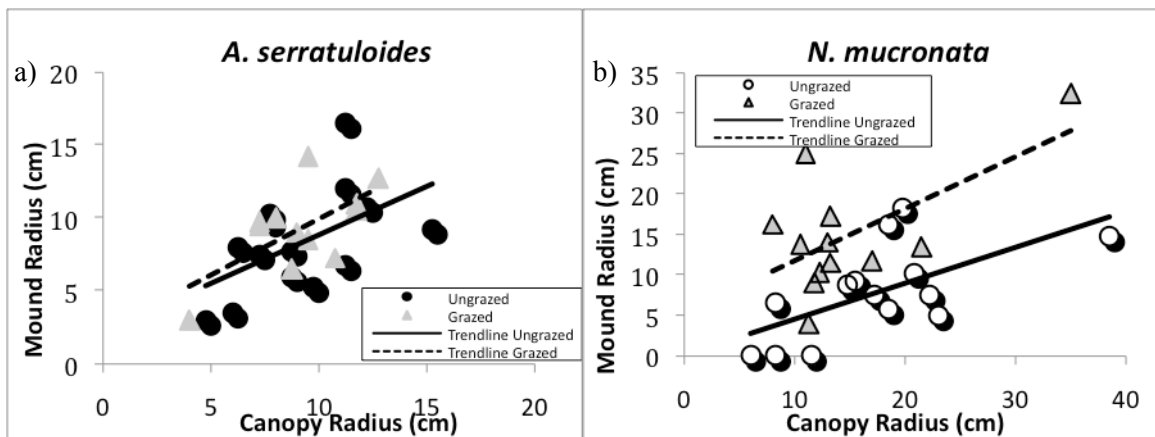 a)
A. serratuloides
Mound Radius (cm)
20
15
10
5
0
Ungrazed
Grazed
Trendline Ungrazed
Trendline Grazed
0 5 10 15 20
Canopy Radius (cm)
b)
N. mucronata
Mound Radius (cm)
35
30
25
20
15
10
5
0
Ungrazed
Grazed
Trendline Ungrazed
Trendline Grazed
0 10 20 30 40
Canopy Radius (cm)